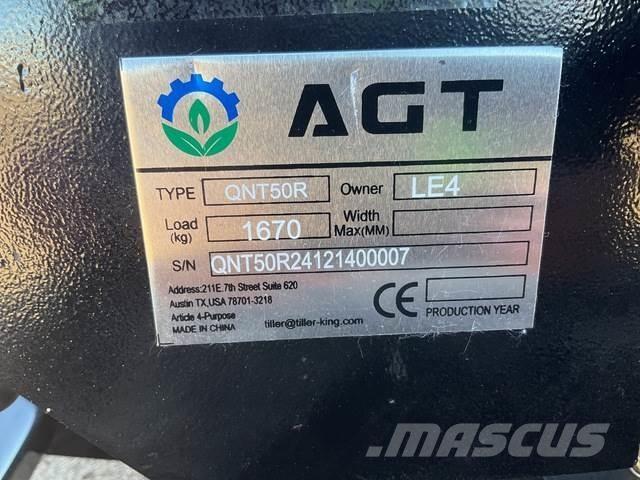 AGT
TYPE QNT50R Owner LE4
Load (kg) 1670 Width Max(MM)
S/N QNT50R24121400007
Address:211E.7th Street Suite 620
Austin TX,USA 78701-3218
Article 4-Purpose
MADE IN CHINA
tiller@tiller-king.com
CE PRODUCTION YEAR
MASCUS